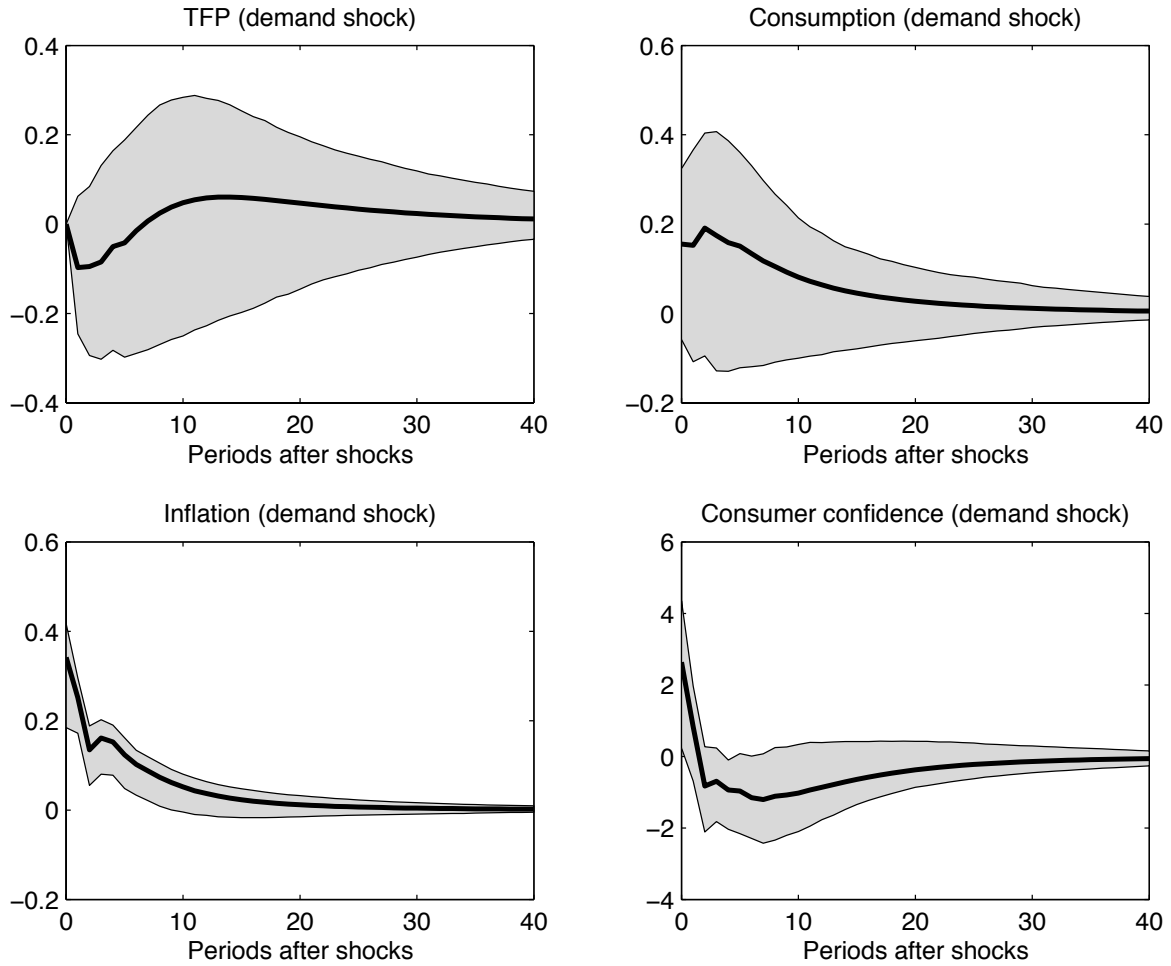 TFP (demand shock)
0.4
0.2
0
−0.2
−0.4
0 10 20 30 40
Periods after shocks
Consumption (demand shock)
0.6
0.4
0.2
0
−0.2
0 10 20 30 40
Periods after shocks
Inflation (demand shock)
0.6
0.4
0.2
0
−0.2
0 10 20 30 40
Periods after shocks
Consumer confidence (demand shock)
6
4
2
0
−2
−4
0 10 20 30 40
Periods after shocks